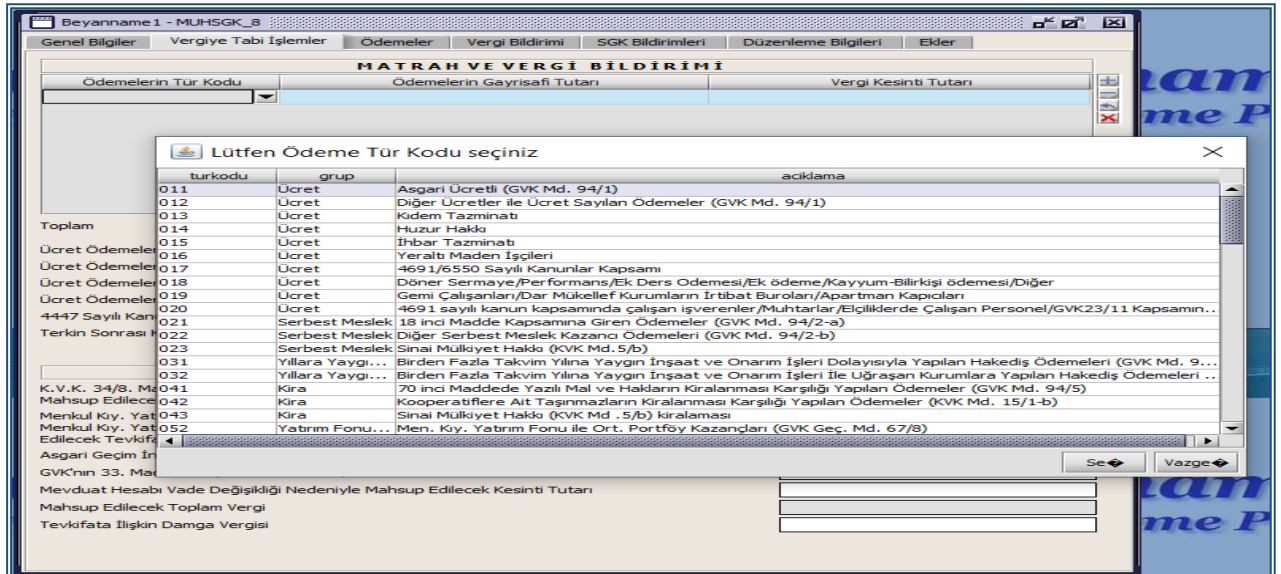 Beyanname1 - MUHSGK_8
Genel Bilgiler Vergiye Tabi İşlemler Ödemeler Vergi Bildirimi SGK Bildirimleri Düzenleme Bilgileri Ekler
MATRAH VE VERGİ BİLDİRİMİ
Ödemelerin Tür Kodu Ödemelerin Gayrisafi Tutarı Vergi Kesinti Tutarı
Lütfen Ödeme Tür Kodu seçiniz
turkodu grup aciklama
011 Ücret Asgari Ücretli (GVK Md. 94/1)
012 Ücret Diğer Ücretler ile Ücret Sayılan Ödemeler (GVK Md. 94/1)
013 Ücret Kıdem Tazminatı
014 Ücret Huzur Hakkı
015 Ücret İhbar Tazminatı
016 Ücret Yeraltı Maden İşçileri
017 Ücret 4691/6550 Sayılı Kanunlar Kapsamı
018 Ücret Döner Sermaye/Performans/Ek Ders Odemesi/Ek ödeme/Kayyum-Bilirkişi ödemesi/Diğer
019 Ücret Gemi Çalışanları/Dar Mükellef Kurumların İrtibat Buroları/Apartman Kapıcıları
020 Ücret 4691 sayılı kanun kapsamında çalışan işverenler/Muhtarlar/Elçiliklerde Çalışan Personel/GVK23/11 Kapsamın...
021 Serbest Meslek 18 inci Madde Kapsamına Giren Ödemeler (GVK Md. 94/2-a)
022 Serbest Meslek Diğer Serbest Meslek Kazancı Ödemeleri (GVK Md. 94/2-b)
023 Serbest Meslek Sinai Mülkiyet Hakkı (KVK Md.5/b)
031 Yıllara Yaygı... Birden Fazla Takvim Yılına Yaygın İnşaat ve Onarım İşleri Dolayısıyla Yapılan Hakediş Ödemeleri (GVK Md. 9...
032 Yıllara Yaygı... Birden Fazla Takvim Yılına Yaygın İnşaat ve Onarım İşleri İle Uğraşan Kurumlara Yapılan Hakediş Ödemeleri ...
041 Kira 70 inci Maddede Yazılı Mal ve Hakların Kiralanması Karşılığı Yapılan Ödemeler (GVK Md. 94/5)
042 Kira Kooperatiflere Ait Taşınmazların Kiralanması Karşılığı Yapılan Ödemeler (KVK Md. 15/1-b)
043 Kira Sinai Mülkiyet Hakkı (KVK Md .5/b) kiralaması
052 Yatırım Fonu... Men. Kıy. Yatırım Fonu ile Ort. Portföy Kazançları (GVK Geç. Md. 67/8)
Se� Vazge�
Toplam
Ücret Ödemeler
Ücret Ödemeler
Ücret Ödemeler
Ücret Ödemeler
4447 Sayılı Kan
Terkin Sonrası
K.V.K. 34/8. Ma
Mahsup Edilece
Menkul Kıy. Yat
Menkul Kıy. Yat
Edilecek Tevkifa
Asgari Geçim İn
GVK'nın 33. Mad
Mevduat Hesabı Vade Değişikliği Nedeniyle Mahsup Edilecek Kesinti Tutarı
Mahsup Edilecek Toplam Vergi
Tevkifata İlişkin Damga Vergisi
nam
me P
nam
me P